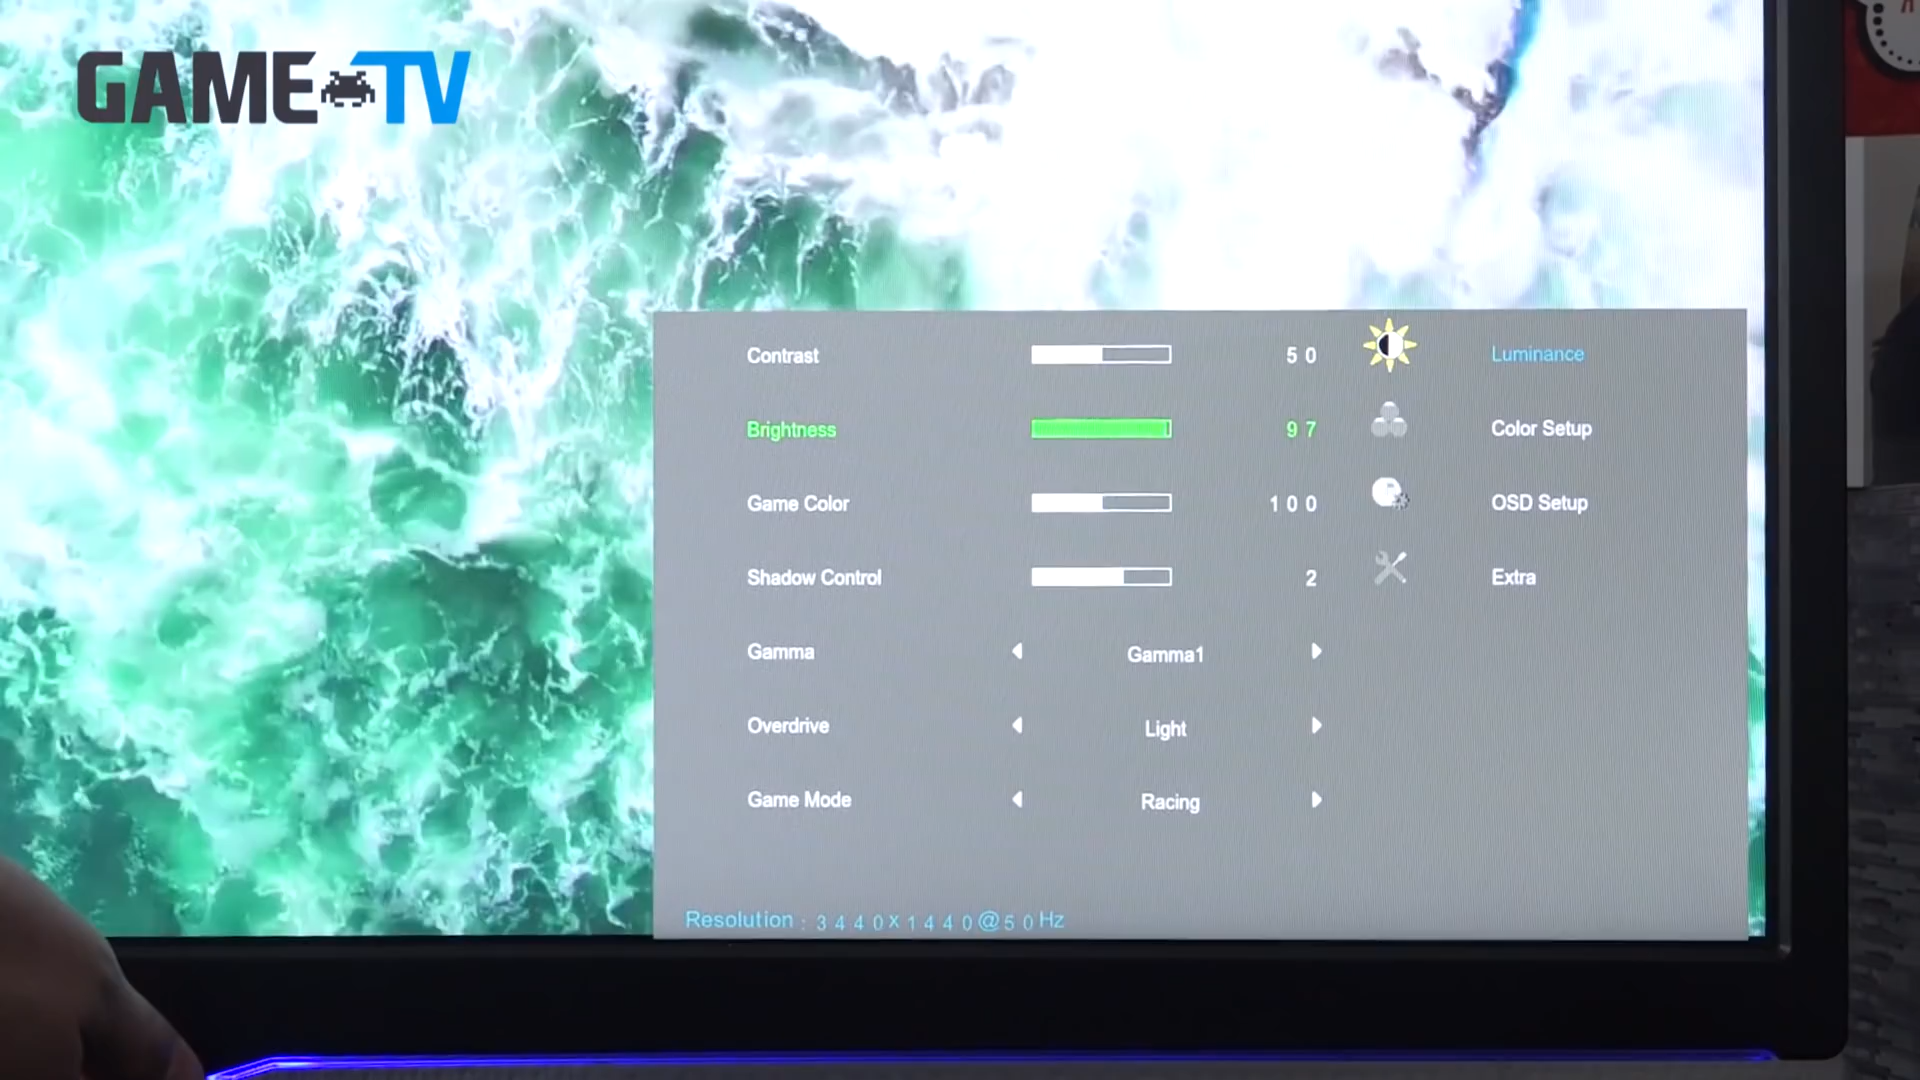 GAME TV
Contrast 50 Luminance
Brightness 97 Color Setup
Game Color 100 OSD Setup
Shadow Control 2 Extra
Gamma Gamma1
Overdrive Light
Game Mode Racing
Resolution : 3440x1440@50Hz